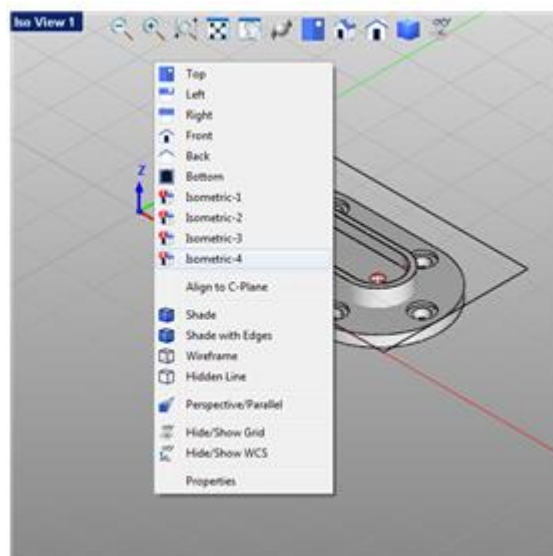 Iso View 1
Top
Left
Right
Front
Back
Bottom
Z
Isometric-1
Isometric-2
Isometric-3
Isometric-4
Align to C-Plane
Shade
Shade with Edges
Wireframe
Hidden Line
Perspective/Parallel
Hide/Show Grid
Hide/Show WCS
Properties